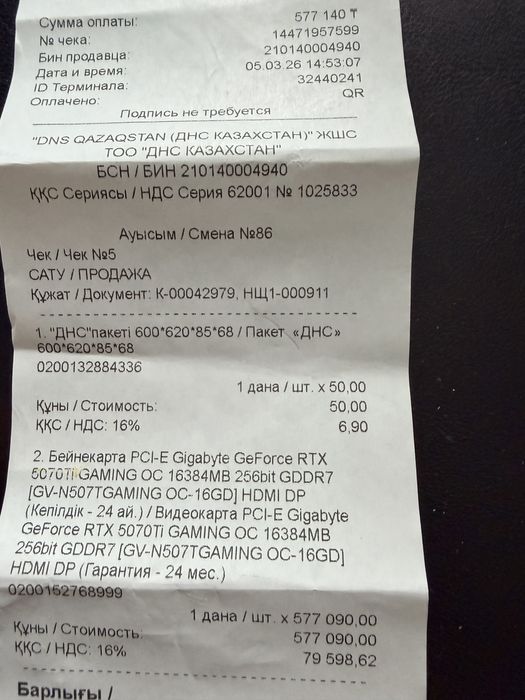 Сумма оплаты: 577 140 ₸
№ чека: 14471957599
Бин продавца: 210140004940
Дата и время: 05.03.26 14:53:07
ID Терминала: 32440241
Оплачено: QR
Подпись не требуется
"DNS QAZAQSTAN (ДНС КАЗАХСТАН)" ЖШС
ТОО "ДНС КАЗАХСТАН"
БСН / БИН 210140004940
ҚҚС Сериясы / НДС Серия 62001 № 1025833
Ауысым / Смена №86
Чек / Чек №5
САТУ / ПРОДАЖА
Құжат / Документ: К-00042979, НЩ1-000911
1. "ДНС"пакеті 600*620*85*68 / Пакет «ДНС»
600*620*85*68
0200132884336
1 дана / шт. x 50,00
Құны / Стоимость: 50,00
ҚҚС / НДС: 16% 6,90
2. Бейнекарта PCI-E Gigabyte GeForce RTX
5070Ti GAMING OC 16384MB 256bit GDDR7
[GV-N507TGAMING OC-16GD] HDMI DP
(Кепілдік - 24 ай.) / Видеокарта PCI-E Gigabyte
GeForce RTX 5070Ti GAMING OC 16384MB
256bit GDDR7 [GV-N507TGAMING OC-16GD]
HDMI DP (Гарантия - 24 мес.)
0200152768999
1 дана / шт. x 577 090,00
Құны / Стоимость: 577 090,00
ҚҚС / НДС: 16% 79 598,62
Барлығы /